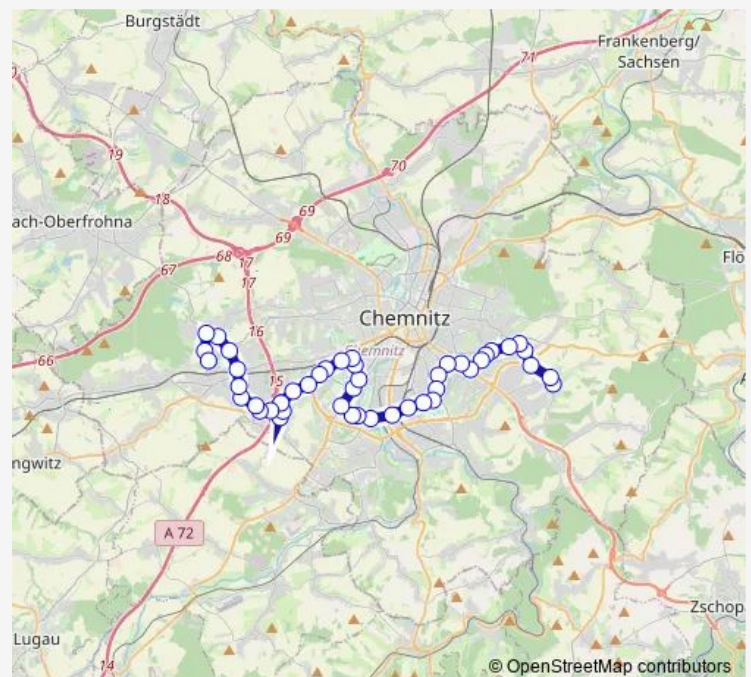 Burgstädt
Frankenberg/
Sachsen
71
19
70
18
69
ach-Oberfrohna
69
68
17
Flö
67
17
16
Chemnitz
66
Chemnitz
15
ngwitz
A 72
Zschop
Lugau
14
© OpenStreetMap contributors